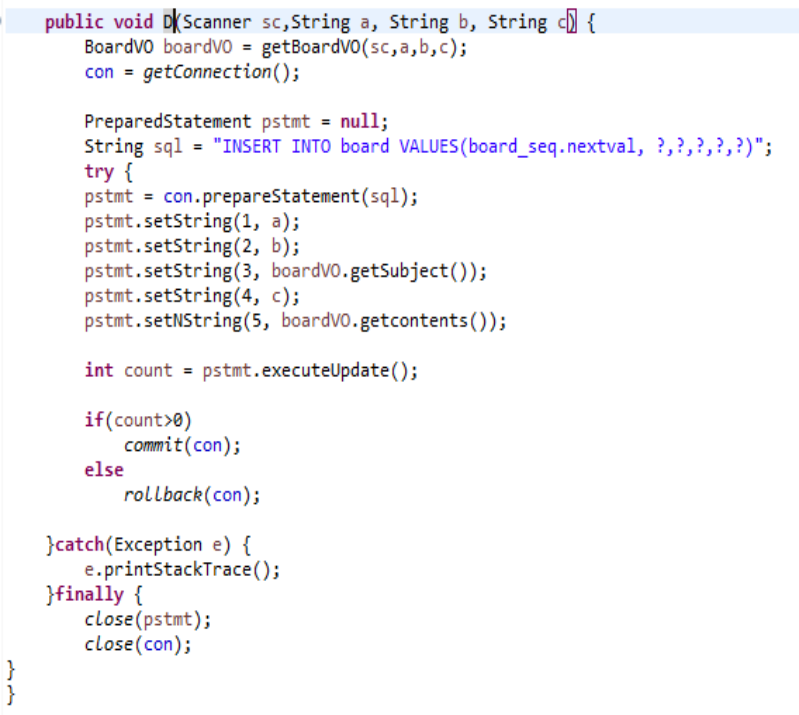 public void D(Scanner sc,String a, String b, String c) {
BoardVO boardVO = getBoardVO(sc,a,b,c);
con = getConnection();
PreparedStatement pstmt = null;
String sql = "INSERT INTO board VALUES(board_seq.nextval, ?,?,?,?,?)";
try {
pstmt = con.prepareStatement(sql);
pstmt.setString(1, a);
pstmt.setString(2, b);
pstmt.setString(3, boardVO.getSubject());
pstmt.setString(4, c);
pstmt.setNString(5, boardVO.getcontents());
int count = pstmt.executeUpdate();
if(count>0)
commit(con);
else
rollback(con);
}catch(Exception e) {
e.printStackTrace();
}finally {
close(pstmt);
close(con);
}
}